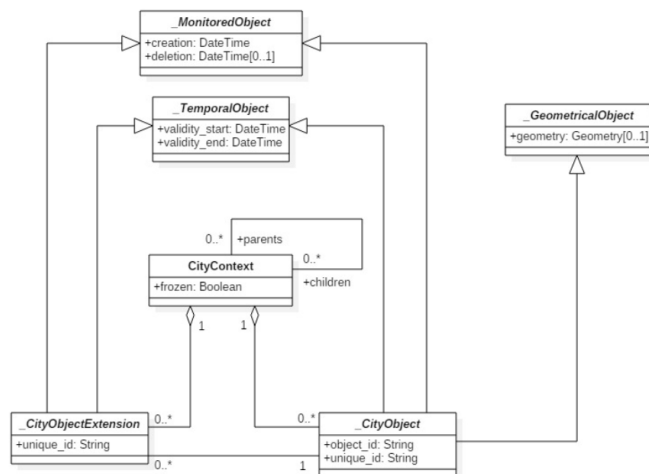 _MonitoredObject
+creation: DateTime
+deletion: DateTime[0..1]
_TemporalObject
+validity_start: DateTime
+validity_end: DateTime
_GeometricalObject
+geometry: Geometry[0..1]
0..*
+parents
CityContext
0..*
+frozen: Boolean
+children
1
1
_CityObjectExtension
0..*
0..*
_CityObject
+unique_id: String
+object_id: String
+unique_id: String
0..*
1